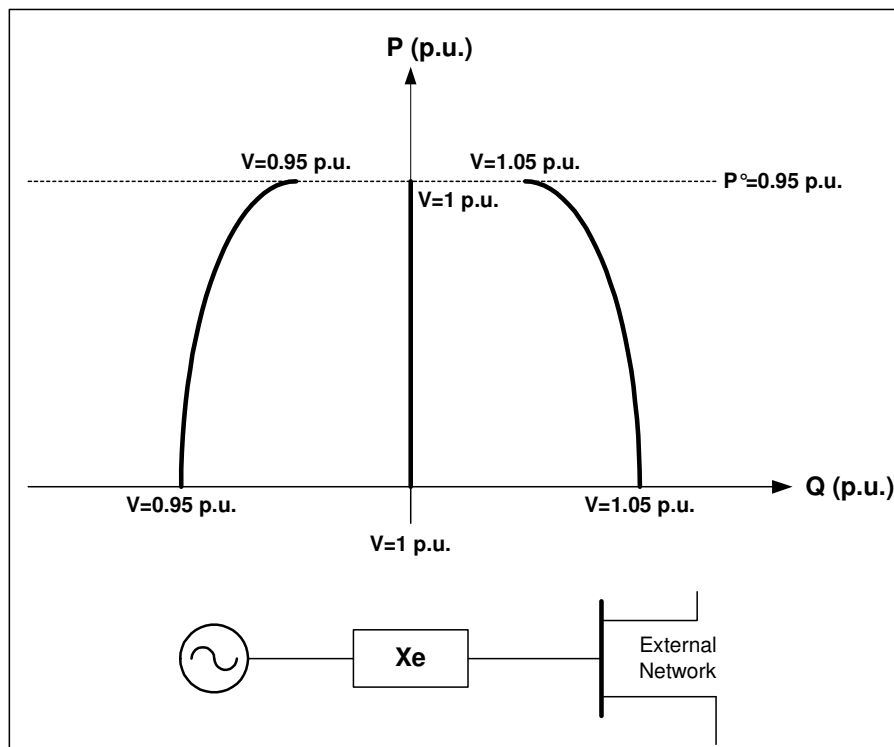 P (p.u.)
V=0.95 p.u.
V=1.05 p.u.
P°=0.95 p.u.
V=1 p.u.
Q (p.u.)
V=0.95 p.u.
V=1.05 p.u.
V=1 p.u.
Xe
External
Network